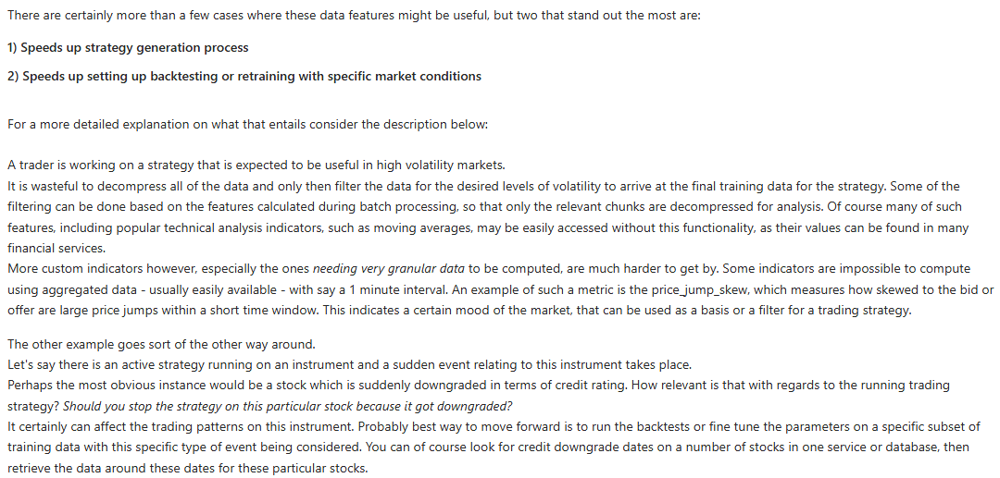 There are certainly more than a few cases where these data features might be useful, but two that stand out the most are:
1) Speeds up strategy generation process
2) Speeds up setting up backtesting or retraining with specific market conditions
For a more detailed explanation on what that entails consider the description below:
A trader is working on a strategy that is expected to be useful in high volatility markets.
It is wasteful to decompress all of the data and only then filter the data for the desired levels of volatility to arrive at the final training data for the strategy. Some of the
filtering can be done based on the features calculated during batch processing, so that only the relevant chunks are decompressed for analysis. Of course many of such
features, including popular technical analysis indicators, such as moving averages, may be easily accessed without this functionality, as their values can be found in many
financial services.
More custom indicators however, especially the ones needing very granular data to be computed, are much harder to get by. Some indicators are impossible to compute
using aggregated data - usually easily available - with say a 1 minute interval. An example of such a metric is the price_jump_skew, which measures how skewed to the bid or
offer are large price jumps within a short time window. This indicates a certain mood of the market, that can be used as a basis or a filter for a trading strategy.
The other example goes sort of the other way around.
Let's say there is an active strategy running on an instrument and a sudden event relating to this instrument takes place.
Perhaps the most obvious instance would be a stock which is suddenly downgraded in terms of credit rating. How relevant is that with regards to the running trading
strategy? Should you stop the strategy on this particular stock because it got downgraded?
It certainly can affect the trading patterns on this instrument. Probably best way to move forward is to run the backtests or fine tune the parameters on a specific subset of
training data with this specific type of event being considered. You can of course look for credit downgrade dates on a number of stocks in one service or database, then
retrieve the data around these dates for these particular stocks.